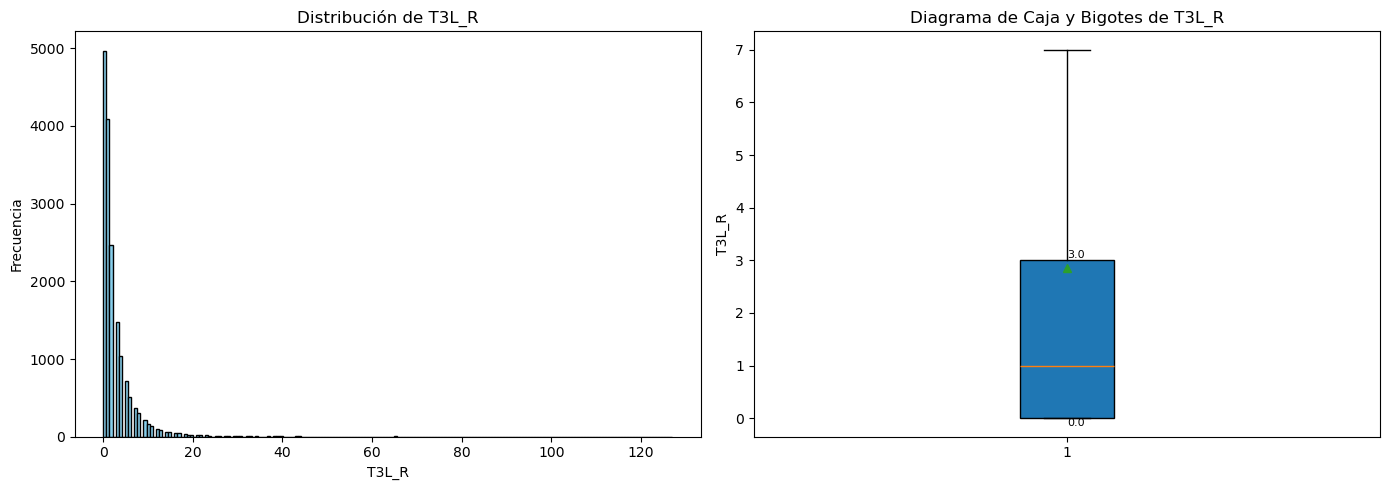 Distribución de T3L_R
5000
4000
3000
2000
1000
0
Frecuencia
0 20 40 60 80 100 120
T3L_R
Diagrama de Caja y Bigotes de T3L_R
7
6
5
4
3
2
1
0
T3L_R
3.0
0.0
1